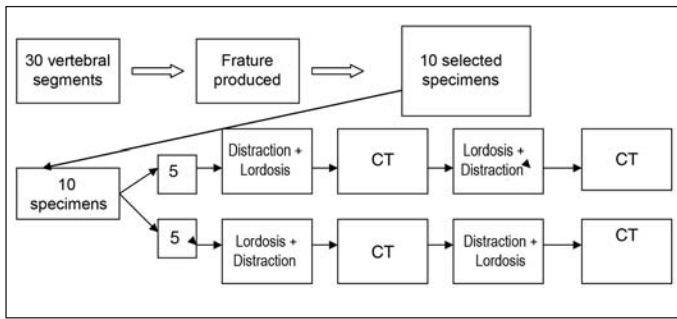 30 vertebral
segments
Frature
produced
10 selected
specimens
10
specimens
5
Distraction +
Lordosis
CT
Lordosis +
Distraction
CT
5
Lordosis +
Distraction
CT
Distraction +
Lordosis
CT